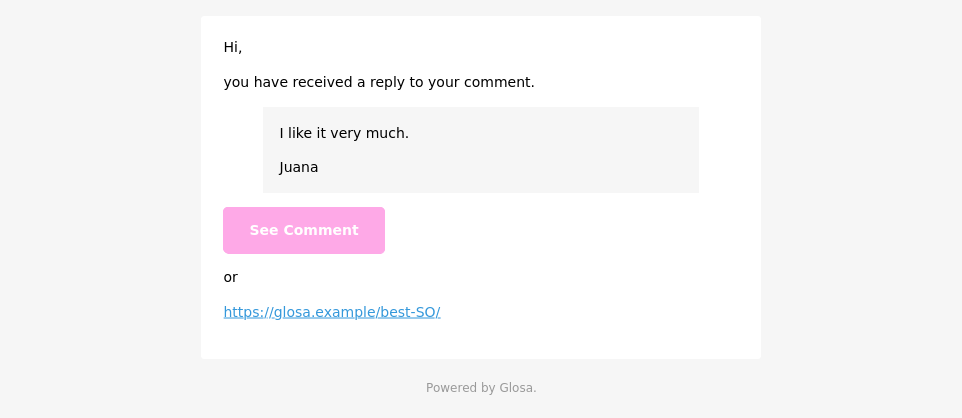 Hi,
you have received a reply to your comment.
I like it very much.
Juana
See Comment
or
https://glosa.example/best-SO/
Powered by Glosa.